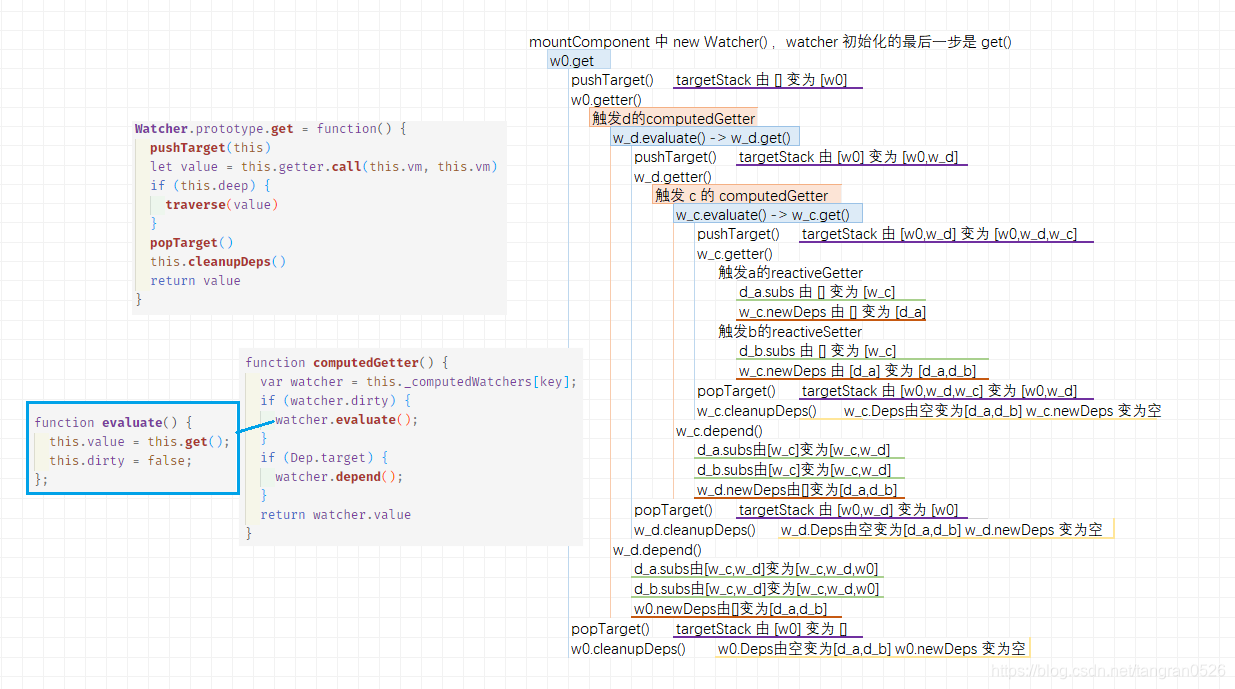 Watcher.prototype.get = function() {
pushTarget(this)
let value = this.getter.call(this.vm, this.vm)
if (this.deep) {
traverse(value)
}
popTarget()
this.cleanupDeps()
return value
}
function computedGetter() {
var watcher = this._computedWatchers[key];
if (watcher.dirty) {
watcher.evaluate();
}
if (Dep.target) {
watcher.depend();
}
return watcher.value
}
function evaluate() {
this.value = this.get();
this.dirty = false;
};
mountComponent 中 new Watcher() ，watcher 初始化的最后一步是 get()
w0.get
pushTarget() targetStack 由 [] 变为 [w0]
w0.getter()
触发d的computedGetter
w_d.evaluate() -> w_d.get()
pushTarget() targetStack 由 [w0] 变为 [w0,w_d]
w_d.getter()
触发 c 的 computedGetter
w_c.evaluate() -> w_c.get()
pushTarget() targetStack 由 [w0,w_d] 变为 [w0,w_d,w_c]
w_c.getter()
触发a的reactiveGetter
d_a.subs 由 [] 变为 [w_c]
w_c.newDeps 由 [] 变为 [d_a]
触发b的reactiveSetter
d_b.subs 由 [] 变为 [w_c]
w_c.newDeps 由 [d_a] 变为 [d_a,d_b]
popTarget() targetStack 由 [w0,w_d,w_c] 变为 [w0,w_d]
w_c.cleanupDeps() w_c.Deps由空变为[d_a,d_b] w_c.newDeps 变为空
w_c.depend()
d_a.subs由[w_c]变为[w_c,w_d]
d_b.subs由[w_c]变为[w_c,w_d]
w_d.newDeps由[]变为[d_a,d_b]
popTarget() targetStack 由 [w0,w_d] 变为 [w0]
w_d.cleanupDeps() w_d.Deps由空变为[d_a,d_b] w_d.newDeps 变为空
w_d.depend()
d_a.subs由[w_c,w_d]变为[w_c,w_d,w0]
d_b.subs由[w_c,w_d]变为[w_c,w_d,w0]
w0.newDeps由[]变为[d_a,d_b]
popTarget() targetStack 由 [w0] 变为 []
w0.cleanupDeps() w0.Deps由空变为[d_a,d_b] w0.newDeps 变为空
https://blog.csdn.net/tangran0526